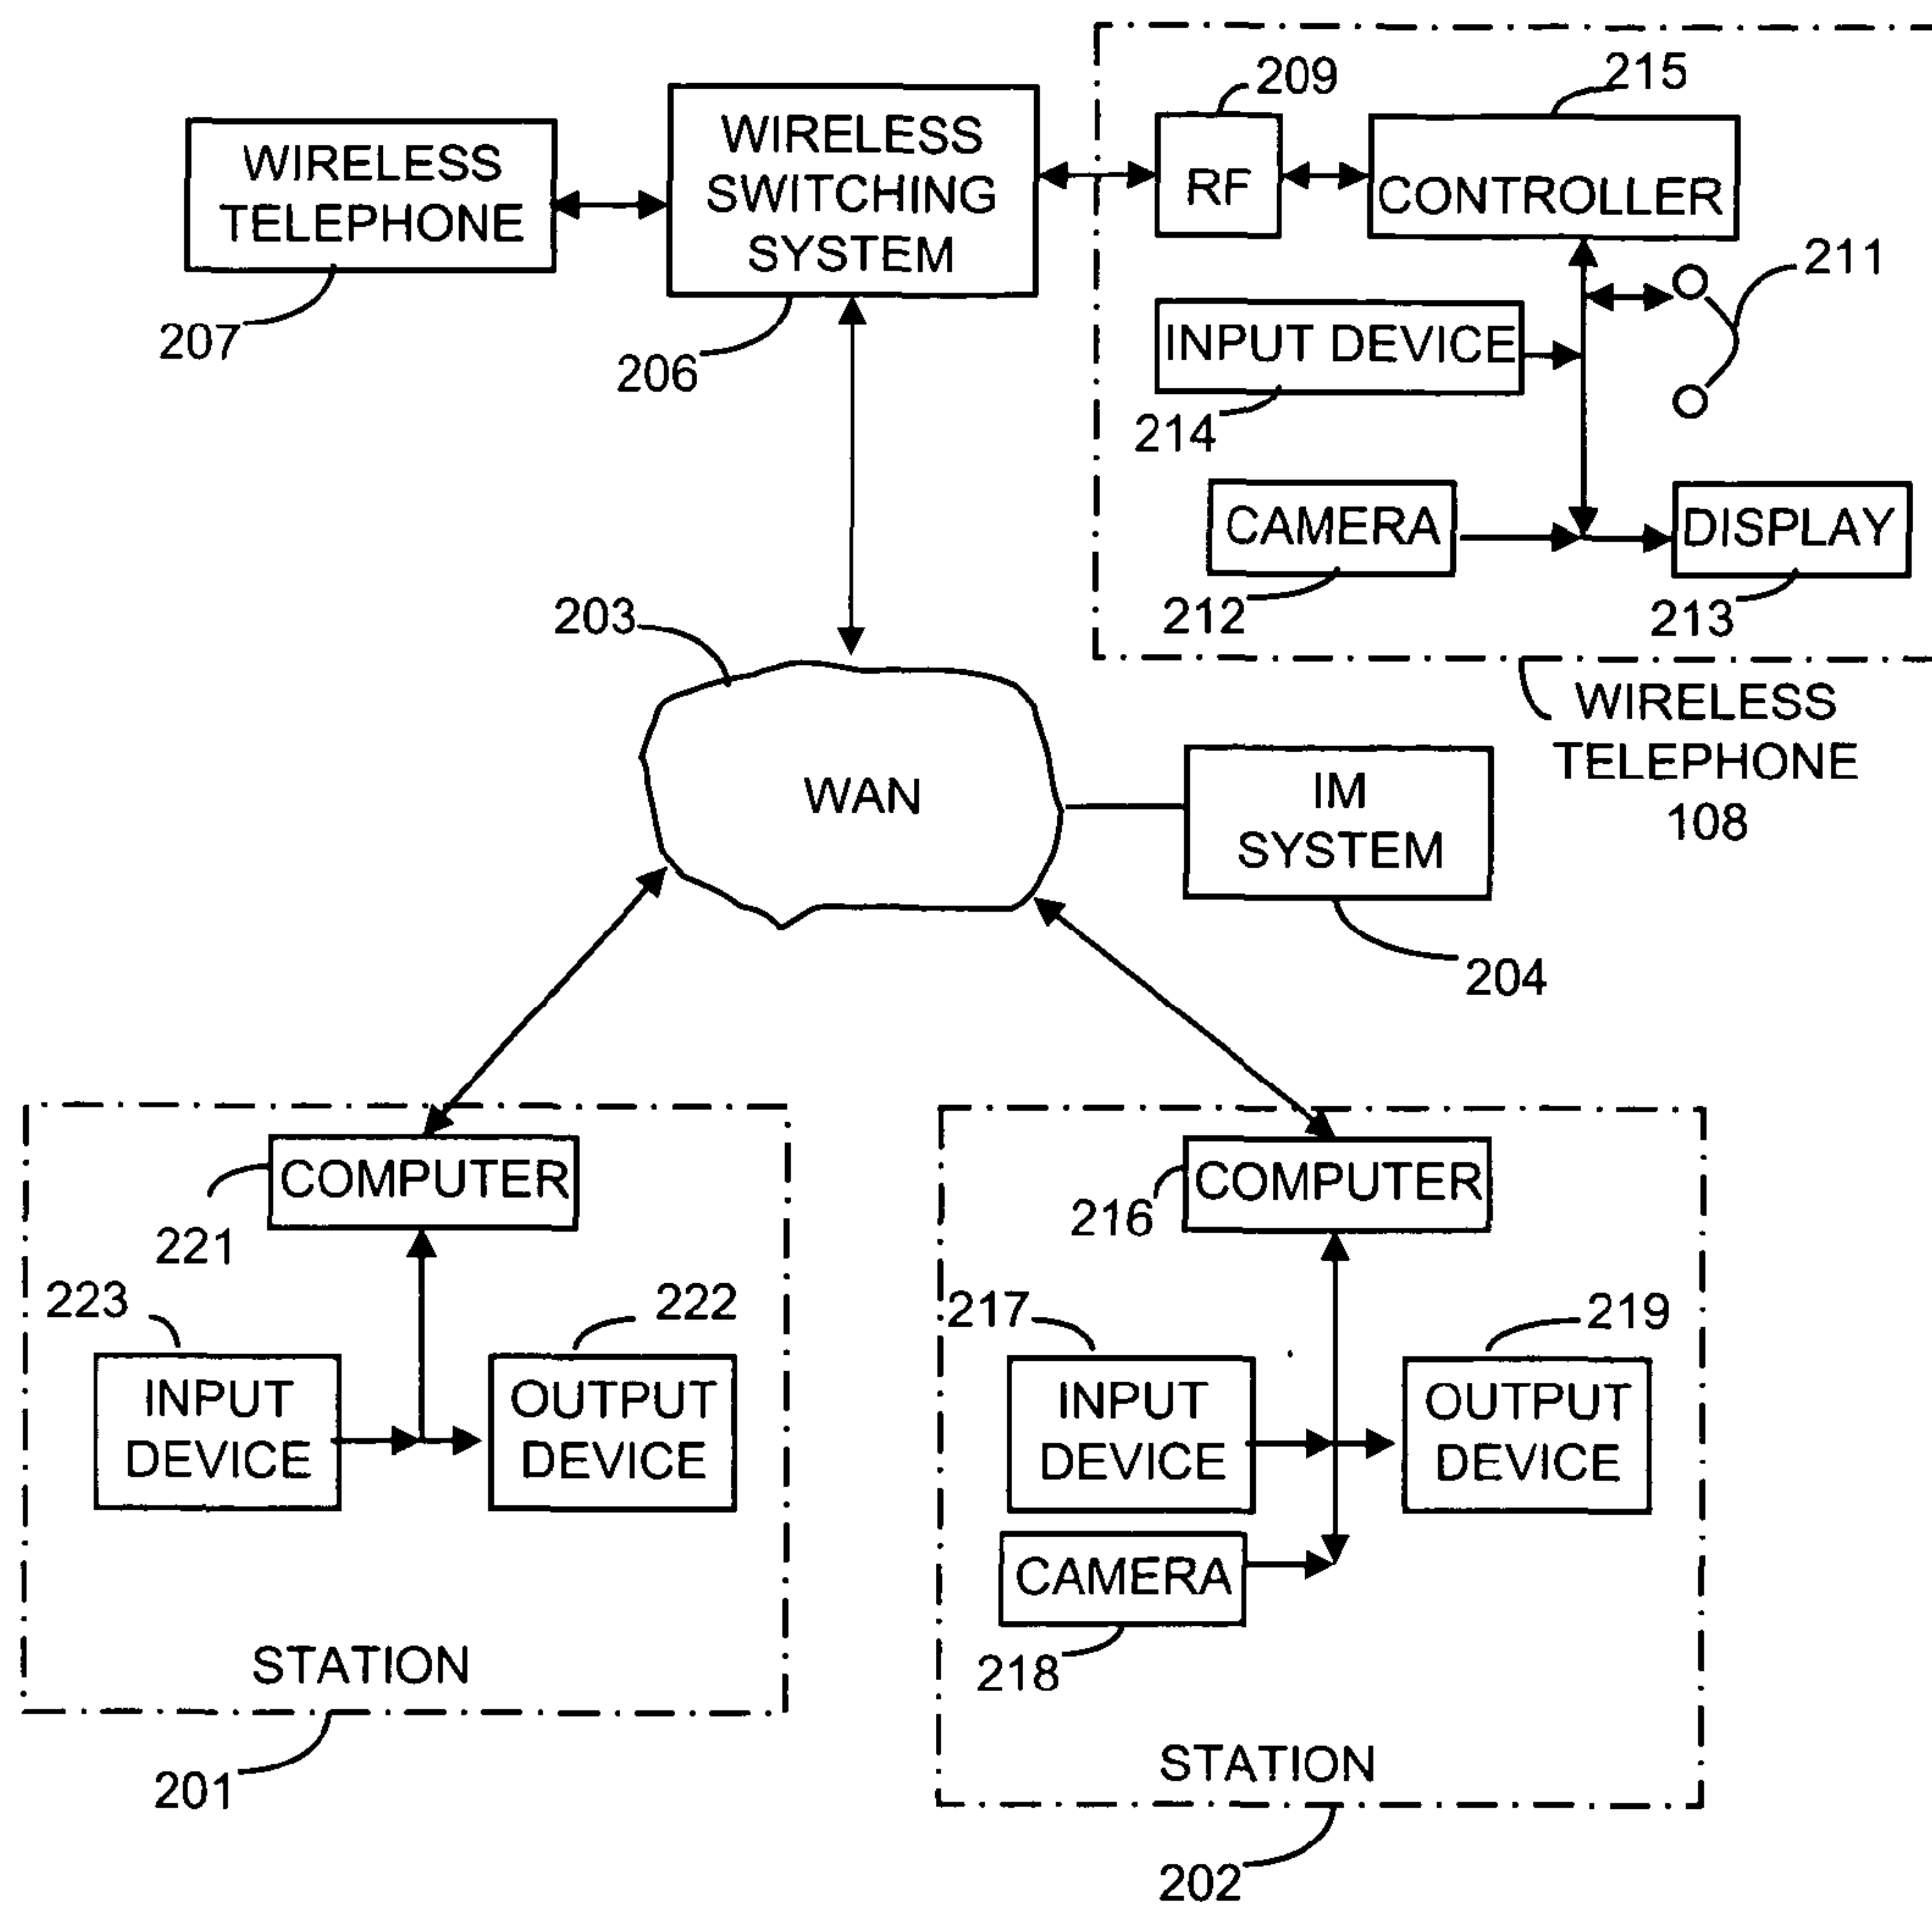 209
215
WIRELESS
TELEPHONE
WIRELESS
SWITCHING
SYSTEM
RF
CONTROLLER
211
207
206
INPUT DEVICE
214
CAMERA
DISPLAY
212
213
203
WIRELESS
TELEPHONE
108
WAN
IM
SYSTEM
204
COMPUTER
221
COMPUTER
216
223
222
217
219
INPUT
DEVICE
OUTPUT
DEVICE
INPUT
DEVICE
OUTPUT
DEVICE
CAMERA
218
STATION
201
STATION
202